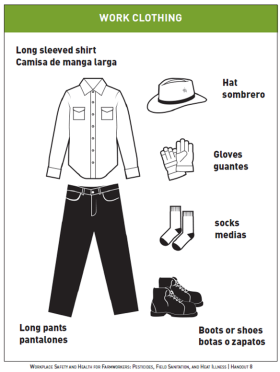 WORK CLOTHING
Long sleeved shirt
Camisa de manga larga
Hat
sombrero
Gloves
guantes
socks
medias
Long pants
pantalones
Boots or shoes
botas o zapatos
Workplace Safety and Health for Farmworkers: Pesticides, Field Sanitation, and Heat Illness | Handout 8